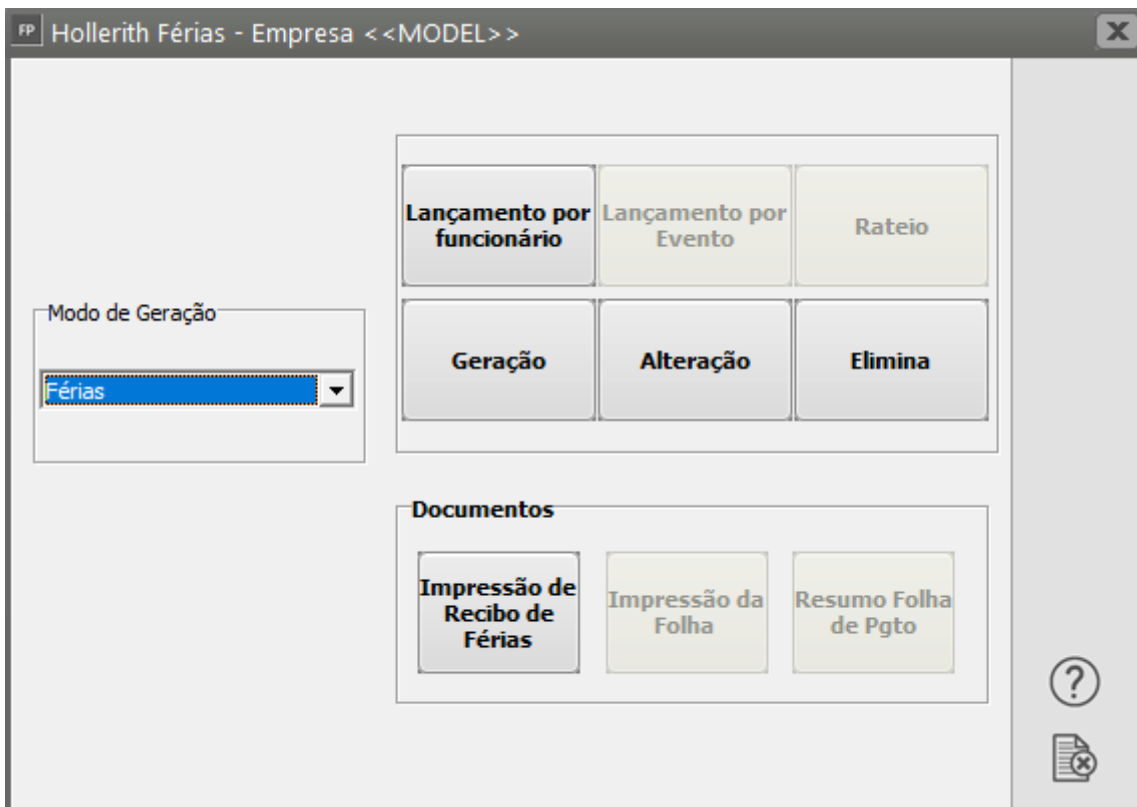 FP Hollerith Férias - Empresa <<MODEL>>
Lançamento por
funcionário
Lançamento por
Evento
Rateio
Modo de Geração
Férias
Geração
Alteração
Elimina
Documentos
Impressão de
Recibo de
Férias
Impressão da
Folha
Resumo Folha
de Pgto